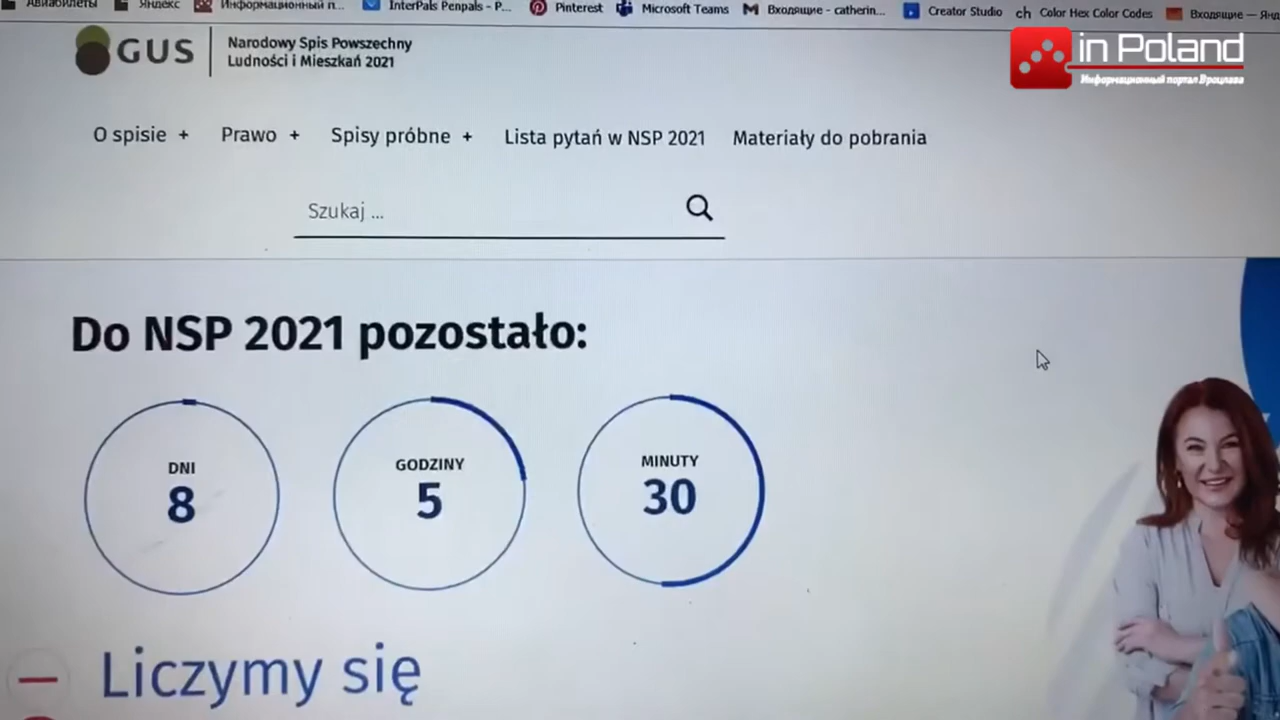 Авиабилеты Яндекс Информационный п... InterPals Penpals - P... Pinterest Microsoft Teams Входящие - catherin... Creator Studio ch Color Hex Color Codes Входящие — Янд
GUS
Narodowy Spis Powszechny
Ludności i Mieszkań 2021
in Poland
Информационный портал Вроцлава
O spisie + Prawo + Spisy próbne + Lista pytań w NSP 2021 Materiały do pobrania
Szukaj ...
Do NSP 2021 pozostało:
DNI
8
GODZINY
5
MINUTY
30
Liczymy się